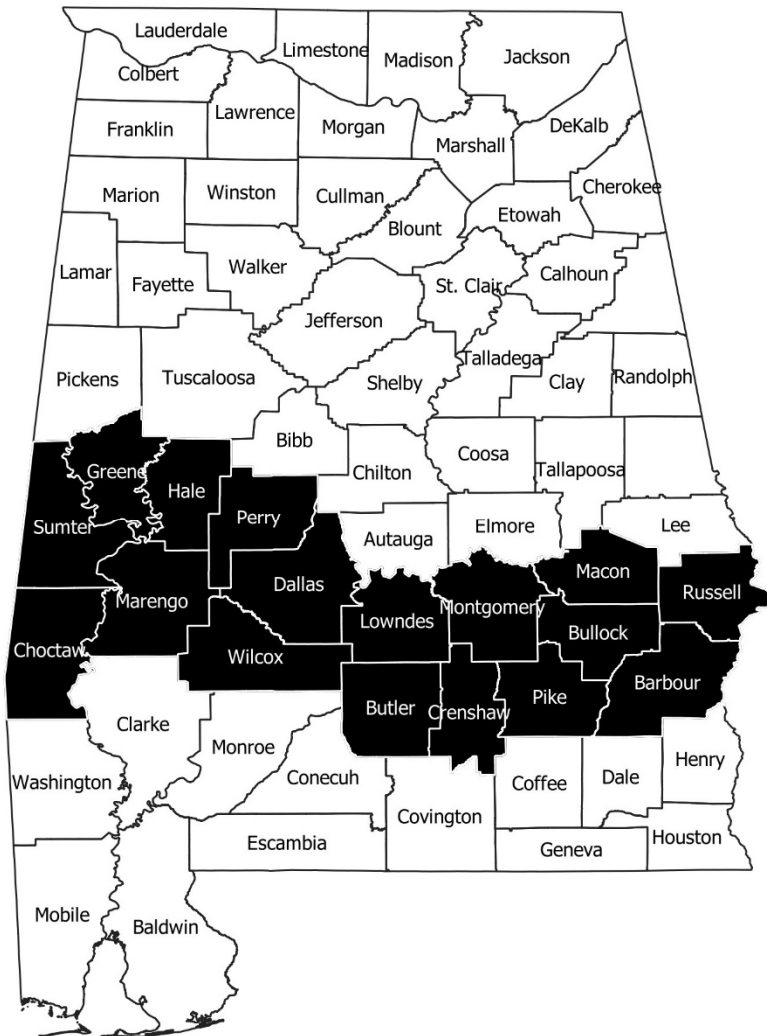 Lauderdale
Limestone
Madison
Jackson
Colbert
Lawrence
Franklin
Morgan
DeKalb
Marshall
Marion
Winston
Cullman
Cherokee
Etowah
Blount
Lamar
Fayette
Walker
St. Clair
Calhoun
Jefferson
Talladega
Pickens
Tuscaloosa
Shelby
Clay
Randolph
Bibb
Coosa
Greene
Hale
Chilton
Tallapoosa
Sumter
Perry
Autauga
Elmore
Lee
Dallas
Macon
Marengo
Lowndes
Montgomery
Russell
Bullock
Choctaw
Wilcox
Butler
Crenshaw
Pike
Barbour
Clarke
Monroe
Washington
Conecuh
Coffee
Dale
Henry
Covington
Escambia
Geneva
Houston
Mobile
Baldwin